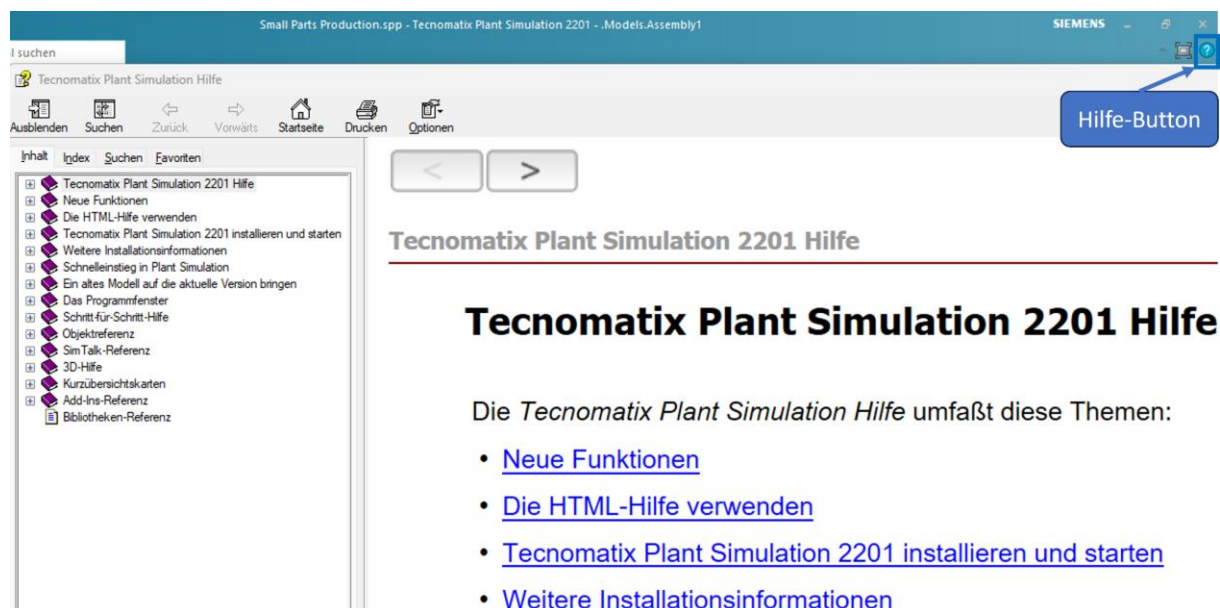 Small Parts Production.spp - Tecnomatix Plant Simulation 2201 - .Models.Assembly1
SIEMENS
suchen
Tecnomatix Plant Simulation Hilfe
Hilfe-Button
Ausblenden Suchen Zurück Vorwärts Startseite Drucken Optionen
Inhalt Index Suchen Favoriten
Tecnomatix Plant Simulation 2201 Hilfe
Neue Funktionen
Die HTML-Hilfe verwenden
Tecnomatix Plant Simulation 2201 installieren und starten
Weitere Installationsinformationen
Schnelleinstieg in Plant Simulation
Ein altes Modell auf die aktuelle Version bringen
Das Programmfenster
Schritt-für-Schritt-Hilfe
Objektreferenz
SimTalk-Referenz
3D-Hilfe
Kurzübersichtskarten
Add-Ins-Referenz
Bibliotheken-Referenz
< >
Tecnomatix Plant Simulation 2201 Hilfe
Tecnomatix Plant Simulation 2201 Hilfe
Die Tecnomatix Plant Simulation Hilfe umfaßt diese Themen:
• Neue Funktionen
• Die HTML-Hilfe verwenden
• Tecnomatix Plant Simulation 2201 installieren und starten
• Weitere Installationsinformationen